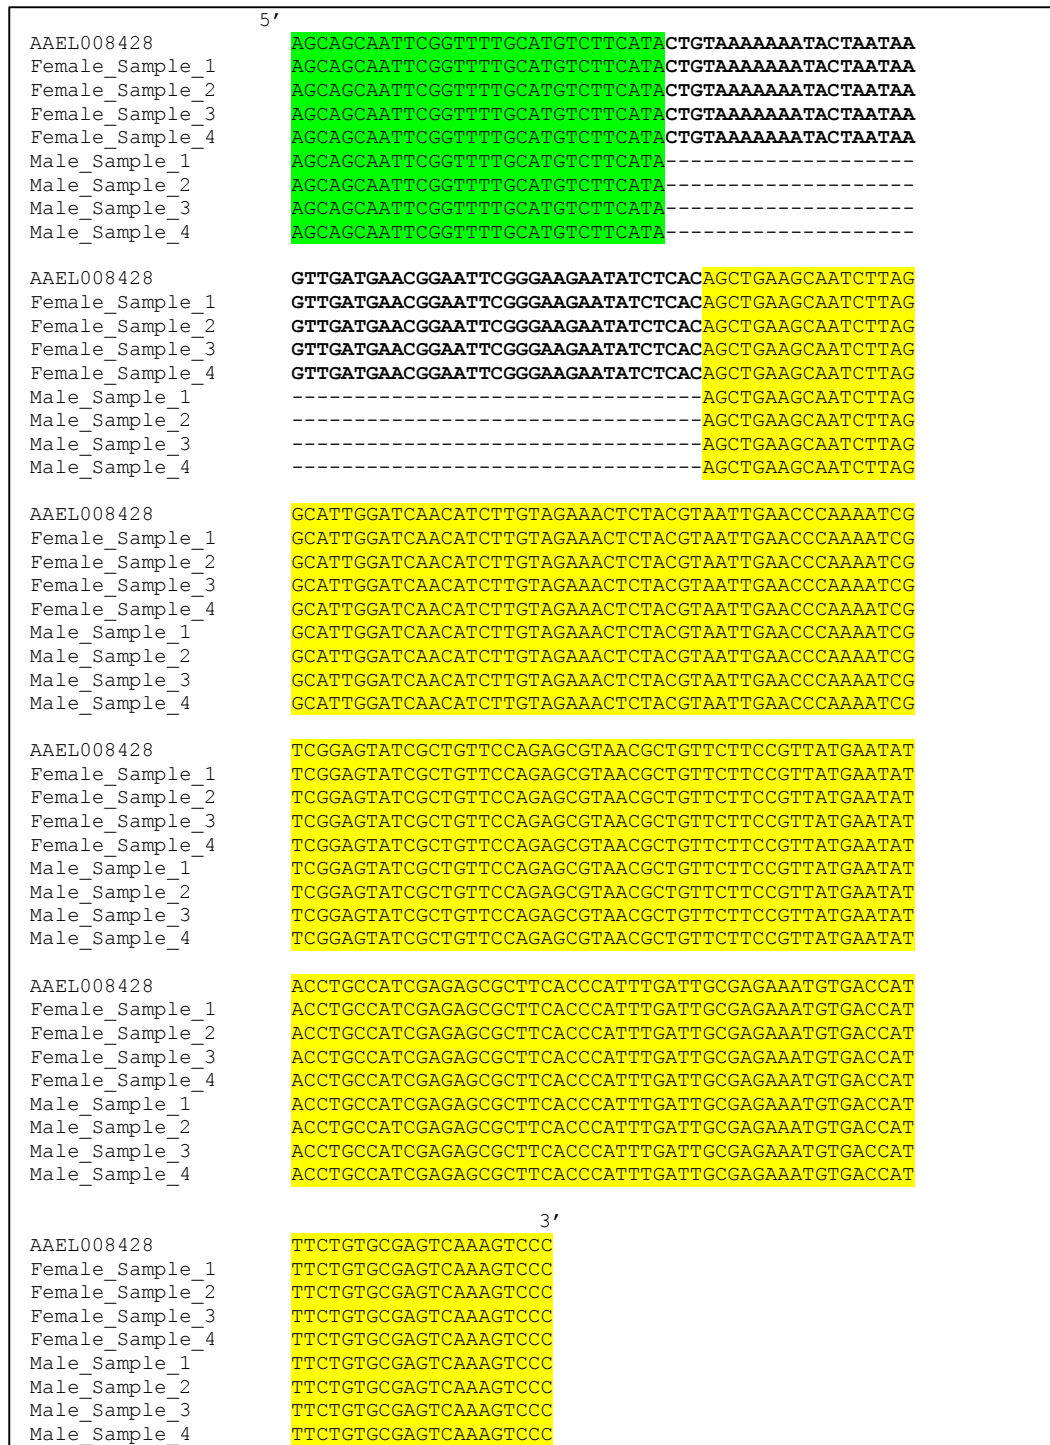 5′
AAEL008428 AGCAGCAATTCGGTTTTGCATGTCTTCATACTGTAAAAAAATACTAATAA
Female_Sample_1 AGCAGCAATTCGGTTTTGCATGTCTTCATACTGTAAAAAAATACTAATAA
Female_Sample_2 AGCAGCAATTCGGTTTTGCATGTCTTCATACTGTAAAAAAATACTAATAA
Female_Sample_3 AGCAGCAATTCGGTTTTGCATGTCTTCATACTGTAAAAAAATACTAATAA
Female_Sample_4 AGCAGCAATTCGGTTTTGCATGTCTTCATACTGTAAAAAAATACTAATAA
Male_Sample_1 AGCAGCAATTCGGTTTTGCATGTCTTCATA--------------------
Male_Sample_2 AGCAGCAATTCGGTTTTGCATGTCTTCATA--------------------
Male_Sample_3 AGCAGCAATTCGGTTTTGCATGTCTTCATA--------------------
Male_Sample_4 AGCAGCAATTCGGTTTTGCATGTCTTCATA--------------------
AAEL008428 GTTGATGAACGGAATTCGGGAAGAATATCTCACAGCTGAAGCAATCTTAG
Female_Sample_1 GTTGATGAACGGAATTCGGGAAGAATATCTCACAGCTGAAGCAATCTTAG
Female_Sample_2 GTTGATGAACGGAATTCGGGAAGAATATCTCACAGCTGAAGCAATCTTAG
Female_Sample_3 GTTGATGAACGGAATTCGGGAAGAATATCTCACAGCTGAAGCAATCTTAG
Female_Sample_4 GTTGATGAACGGAATTCGGGAAGAATATCTCACAGCTGAAGCAATCTTAG
Male_Sample_1 ---------------------------------AGCTGAAGCAATCTTAG
Male_Sample_2 ---------------------------------AGCTGAAGCAATCTTAG
Male_Sample_3 ---------------------------------AGCTGAAGCAATCTTAG
Male_Sample_4 ---------------------------------AGCTGAAGCAATCTTAG
AAEL008428 GCATTGGATCAACATCTTGTAGAAACTCTACGTAATTGAACCCAAAATCG
Female_Sample_1 GCATTGGATCAACATCTTGTAGAAACTCTACGTAATTGAACCCAAAATCG
Female_Sample_2 GCATTGGATCAACATCTTGTAGAAACTCTACGTAATTGAACCCAAAATCG
Female_Sample_3 GCATTGGATCAACATCTTGTAGAAACTCTACGTAATTGAACCCAAAATCG
Female_Sample_4 GCATTGGATCAACATCTTGTAGAAACTCTACGTAATTGAACCCAAAATCG
Male_Sample_1 GCATTGGATCAACATCTTGTAGAAACTCTACGTAATTGAACCCAAAATCG
Male_Sample_2 GCATTGGATCAACATCTTGTAGAAACTCTACGTAATTGAACCCAAAATCG
Male_Sample_3 GCATTGGATCAACATCTTGTAGAAACTCTACGTAATTGAACCCAAAATCG
Male_Sample_4 GCATTGGATCAACATCTTGTAGAAACTCTACGTAATTGAACCCAAAATCG
AAEL008428 TCGGAGTATCGCTGTTCCAGAGCGTAACGCTGTTCTTCCGTTATGAATAT
Female_Sample_1 TCGGAGTATCGCTGTTCCAGAGCGTAACGCTGTTCTTCCGTTATGAATAT
Female_Sample_2 TCGGAGTATCGCTGTTCCAGAGCGTAACGCTGTTCTTCCGTTATGAATAT
Female_Sample_3 TCGGAGTATCGCTGTTCCAGAGCGTAACGCTGTTCTTCCGTTATGAATAT
Female_Sample_4 TCGGAGTATCGCTGTTCCAGAGCGTAACGCTGTTCTTCCGTTATGAATAT
Male_Sample_1 TCGGAGTATCGCTGTTCCAGAGCGTAACGCTGTTCTTCCGTTATGAATAT
Male_Sample_2 TCGGAGTATCGCTGTTCCAGAGCGTAACGCTGTTCTTCCGTTATGAATAT
Male_Sample_3 TCGGAGTATCGCTGTTCCAGAGCGTAACGCTGTTCTTCCGTTATGAATAT
Male_Sample_4 TCGGAGTATCGCTGTTCCAGAGCGTAACGCTGTTCTTCCGTTATGAATAT
AAEL008428 ACCTGCCATCGAGAGCGCTTCACCCATTTGATTGCGAGAAATGTGACCAT
Female_Sample_1 ACCTGCCATCGAGAGCGCTTCACCCATTTGATTGCGAGAAATGTGACCAT
Female_Sample_2 ACCTGCCATCGAGAGCGCTTCACCCATTTGATTGCGAGAAATGTGACCAT
Female_Sample_3 ACCTGCCATCGAGAGCGCTTCACCCATTTGATTGCGAGAAATGTGACCAT
Female_Sample_4 ACCTGCCATCGAGAGCGCTTCACCCATTTGATTGCGAGAAATGTGACCAT
Male_Sample_1 ACCTGCCATCGAGAGCGCTTCACCCATTTGATTGCGAGAAATGTGACCAT
Male_Sample_2 ACCTGCCATCGAGAGCGCTTCACCCATTTGATTGCGAGAAATGTGACCAT
Male_Sample_3 ACCTGCCATCGAGAGCGCTTCACCCATTTGATTGCGAGAAATGTGACCAT
Male_Sample_4 ACCTGCCATCGAGAGCGCTTCACCCATTTGATTGCGAGAAATGTGACCAT
3′
AAEL008428 TTCTGTGCGAGTCAAAGTCCC
Female_Sample_1 TTCTGTGCGAGTCAAAGTCCC
Female_Sample_2 TTCTGTGCGAGTCAAAGTCCC
Female_Sample_3 TTCTGTGCGAGTCAAAGTCCC
Female_Sample_4 TTCTGTGCGAGTCAAAGTCCC
Male_Sample_1 TTCTGTGCGAGTCAAAGTCCC
Male_Sample_2 TTCTGTGCGAGTCAAAGTCCC
Male_Sample_3 TTCTGTGCGAGTCAAAGTCCC
Male_Sample_4 TTCTGTGCGAGTCAAAGTCCC